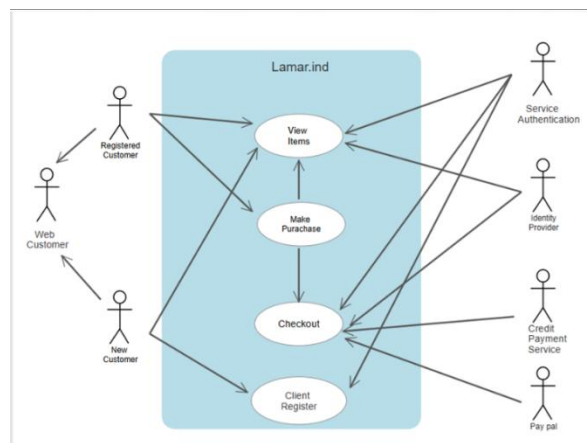 Lamar.ind
Registered
Customer
View
Items
Service
Authentication
Web
Customer
Make
Purachase
Identity
Provider
New
Customer
Checkout
Credit
Payment
Service
Client
Register
Pay pal